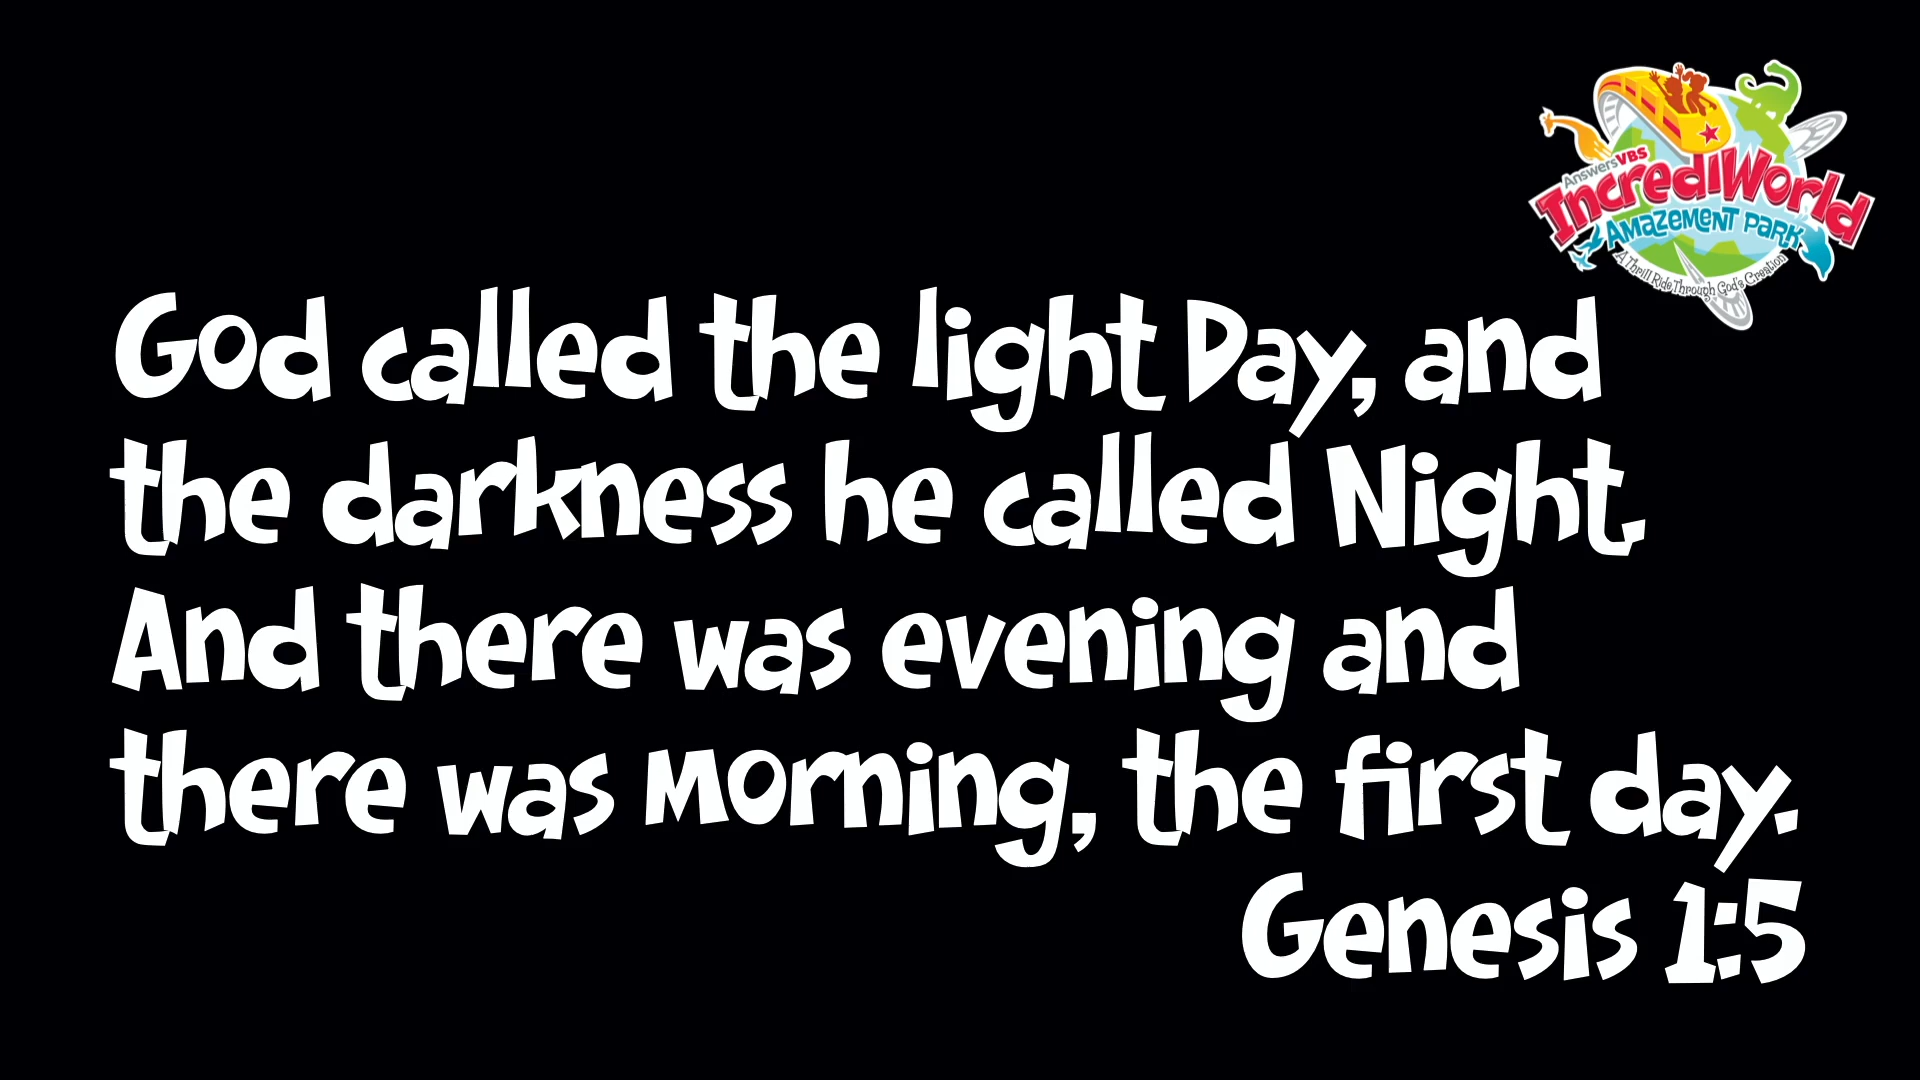 AnswersVBS
IncrediWorld
Amazement Park
A Thrill Ride Through God's Creation
God called the light Day, and
the darkness he called Night.
And there was evening and
there was morning, the first day.
Genesis 1:5